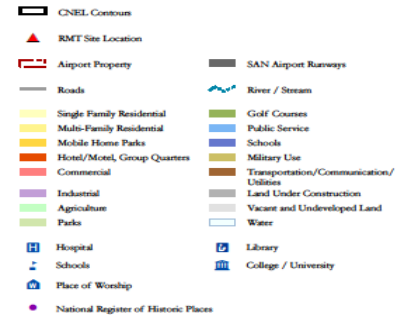 CNEL Contours
RMT Site Location
Airport Property
SAN Airport Runways
Roads
River / Stream
Single Family Residential
Golf Courses
Multi-Family Residential
Public Service
Mobile Home Parks
Schools
Hotel/Motel, Group Quarters
Military Use
Commercial
Transportation/Communication/
Utilities
Industrial
Land Under Construction
Agriculture
Vacant and Undeveloped Land
Parks
Water
H
Hospital
Library
Schools
College / University
Place of Worship
National Register of Historic Places